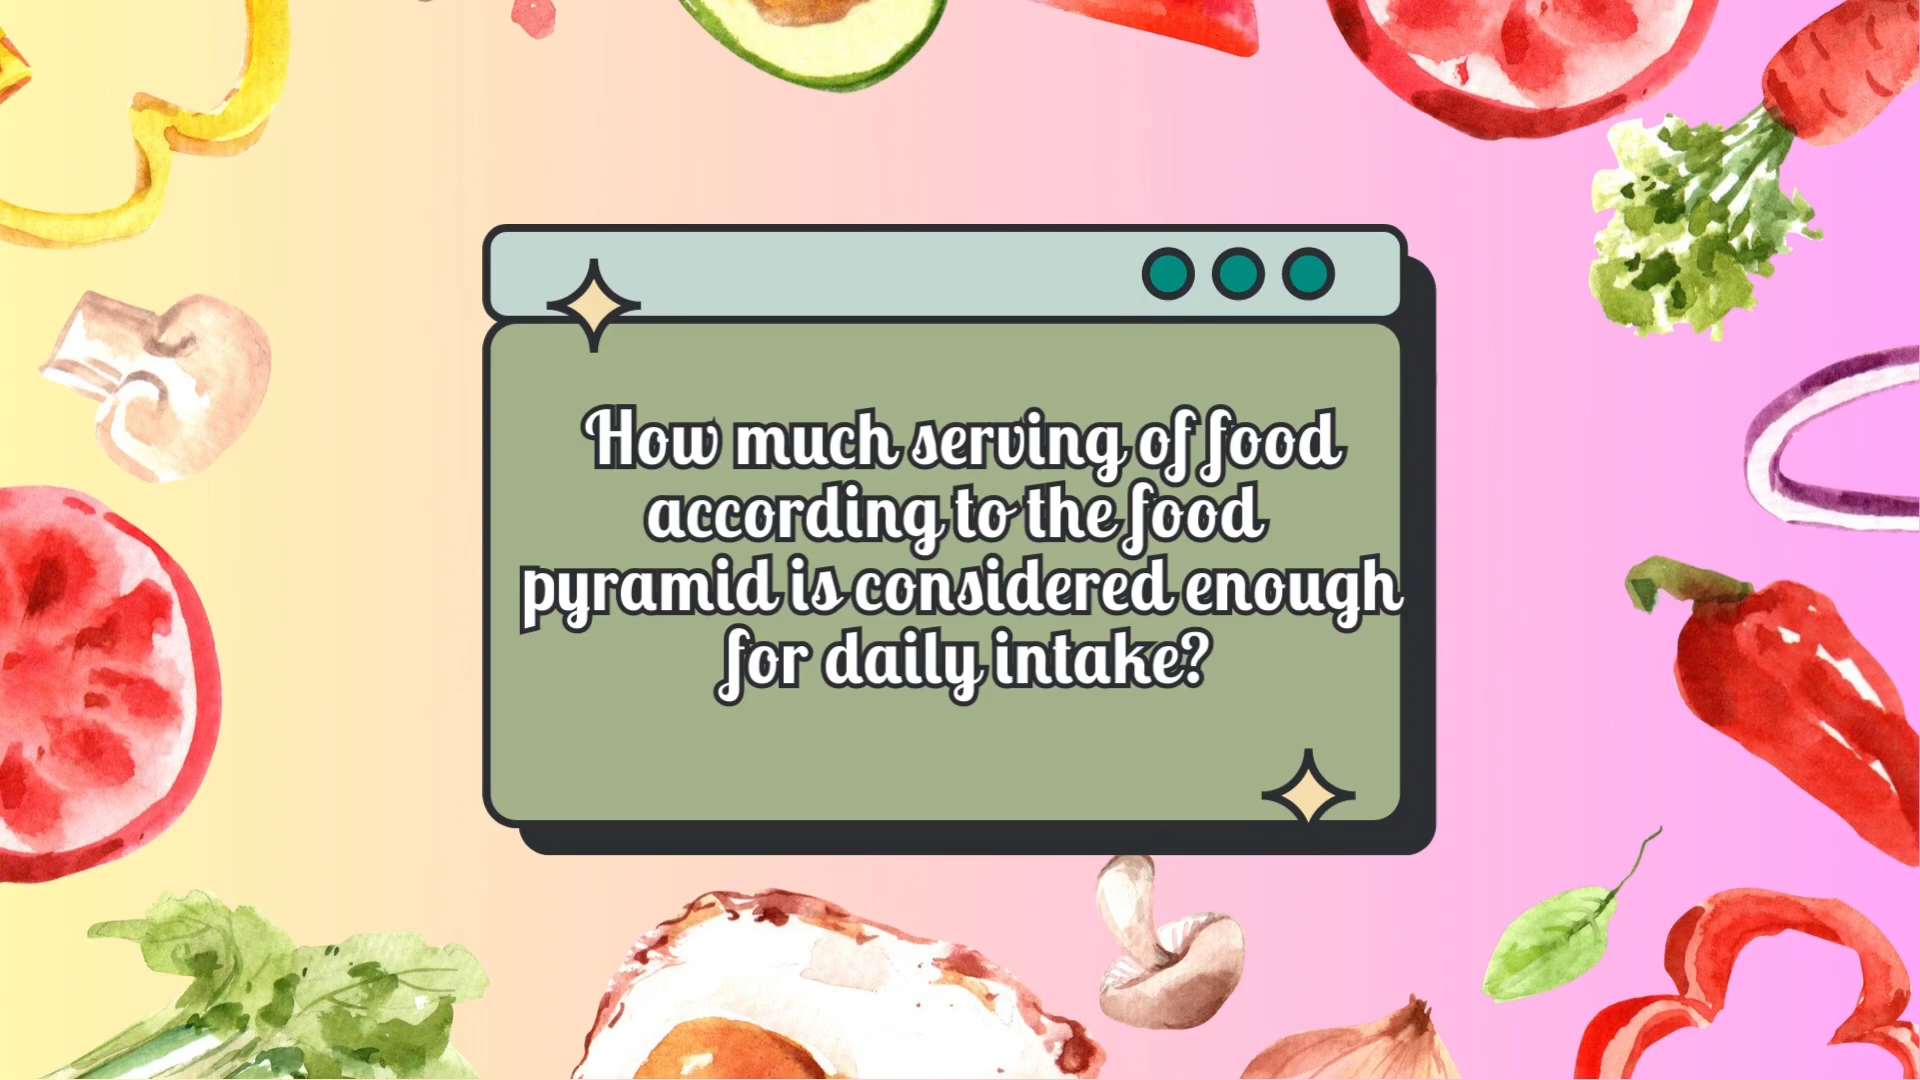 How much serving of food
according to the food
pyramid is considered enough
for daily intake?